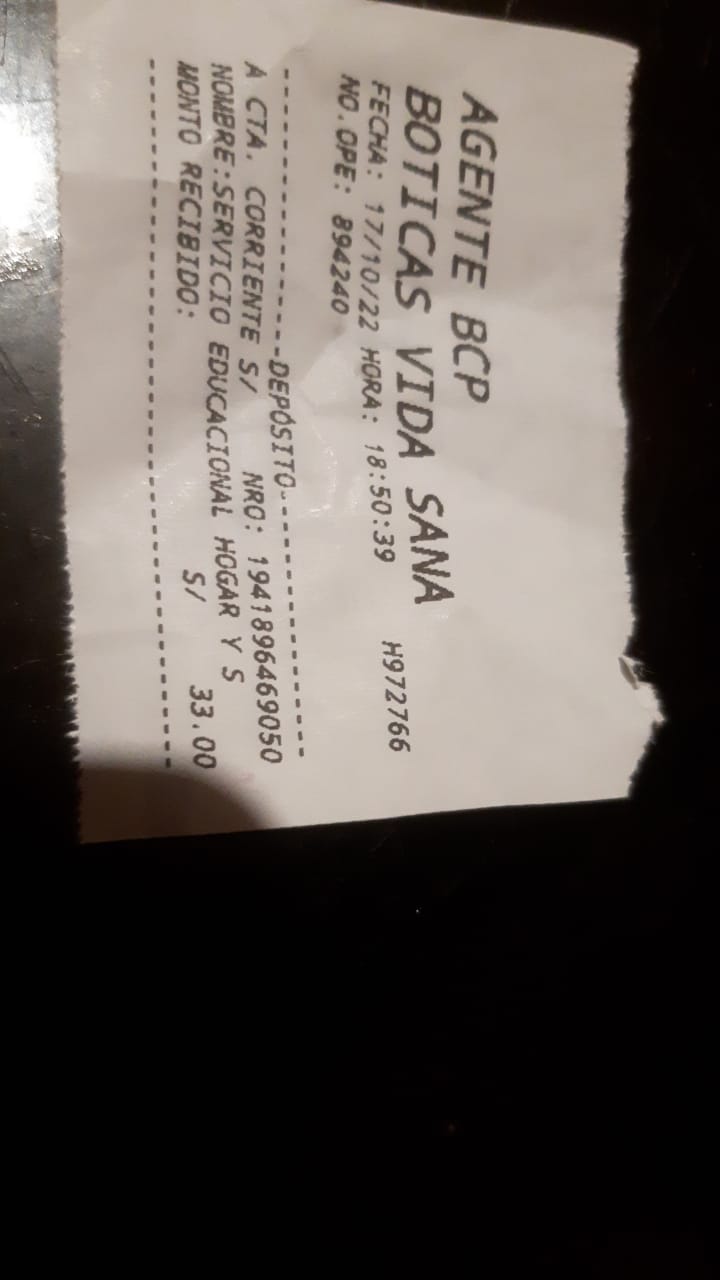 AGENTE BCP
BOTICAS VIDA SANA
FECHA: 17/10/22 HORA: 18:50:39 H972766
NO.OPE: 894240
--------------------DEPÓSITO--------------------
A CTA. CORRIENTE S/ NRO: 1941896469050
NOMBRE:SERVICIO EDUCACIONAL HOGAR Y S
MONTO RECIBIDO: S/ 33.00
------------------------------------------------